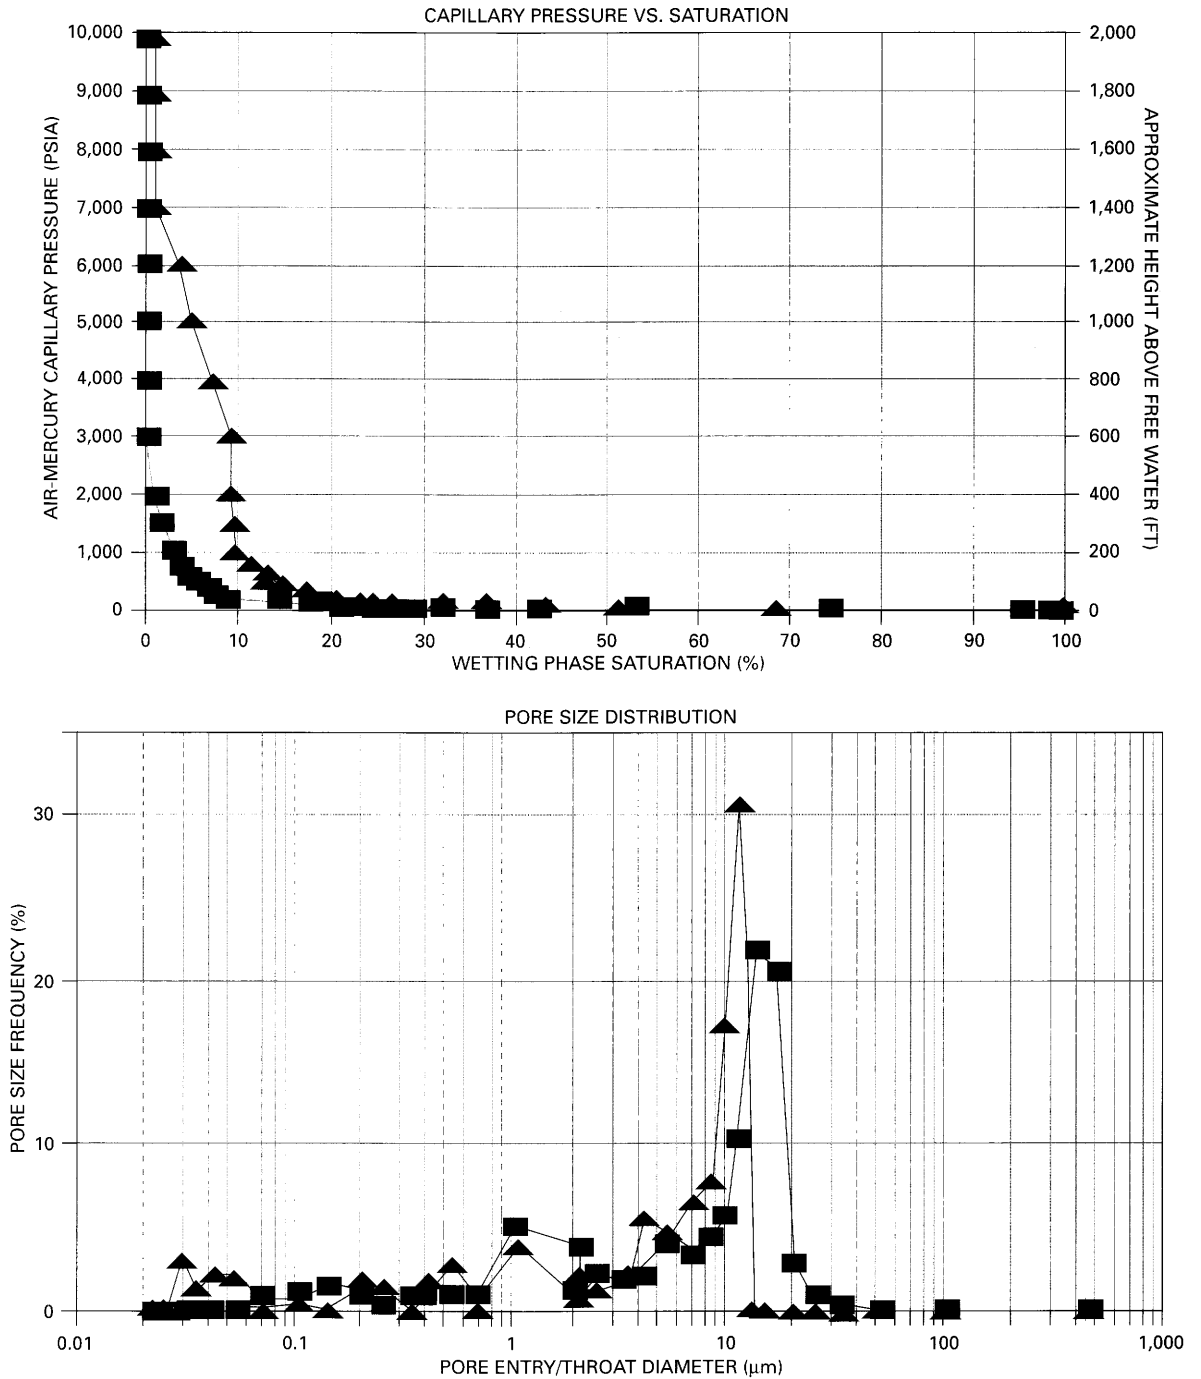 CAPILLARY PRESSURE VS. SATURATION
10,000
9,000
8,000
7,000
6,000
5,000
4,000
3,000
2,000
1,000
0
AIR-MERCURY CAPILLARY PRESSURE (PSIA)
2,000
1,800
1,600
1,400
1,200
1,000
800
600
400
200
0
APPROXIMATE HEIGHT ABOVE FREE WATER (FT)
0 10 20 30 40 50 60 70 80 90 100
WETTING PHASE SATURATION (%)
PORE SIZE DISTRIBUTION
30
20
10
0
PORE SIZE FREQUENCY (%)
0.01 0.1 1 10 100 1,000
PORE ENTRY/THROAT DIAMETER (µm)